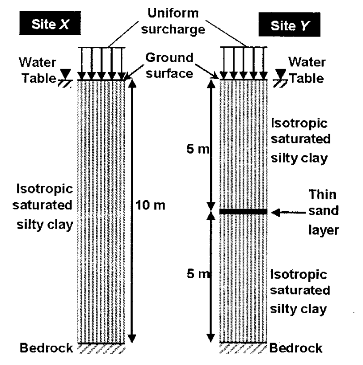 Site X
Uniform
surcharge
Site Y
Water
Table
Ground
surface
Water
Table
Isotropic
saturated
silty clay
10 m
5 m
Isotropic
saturated
silty clay
Thin
sand
layer
5 m
Isotropic
saturated
silty clay
Bedrock
Bedrock